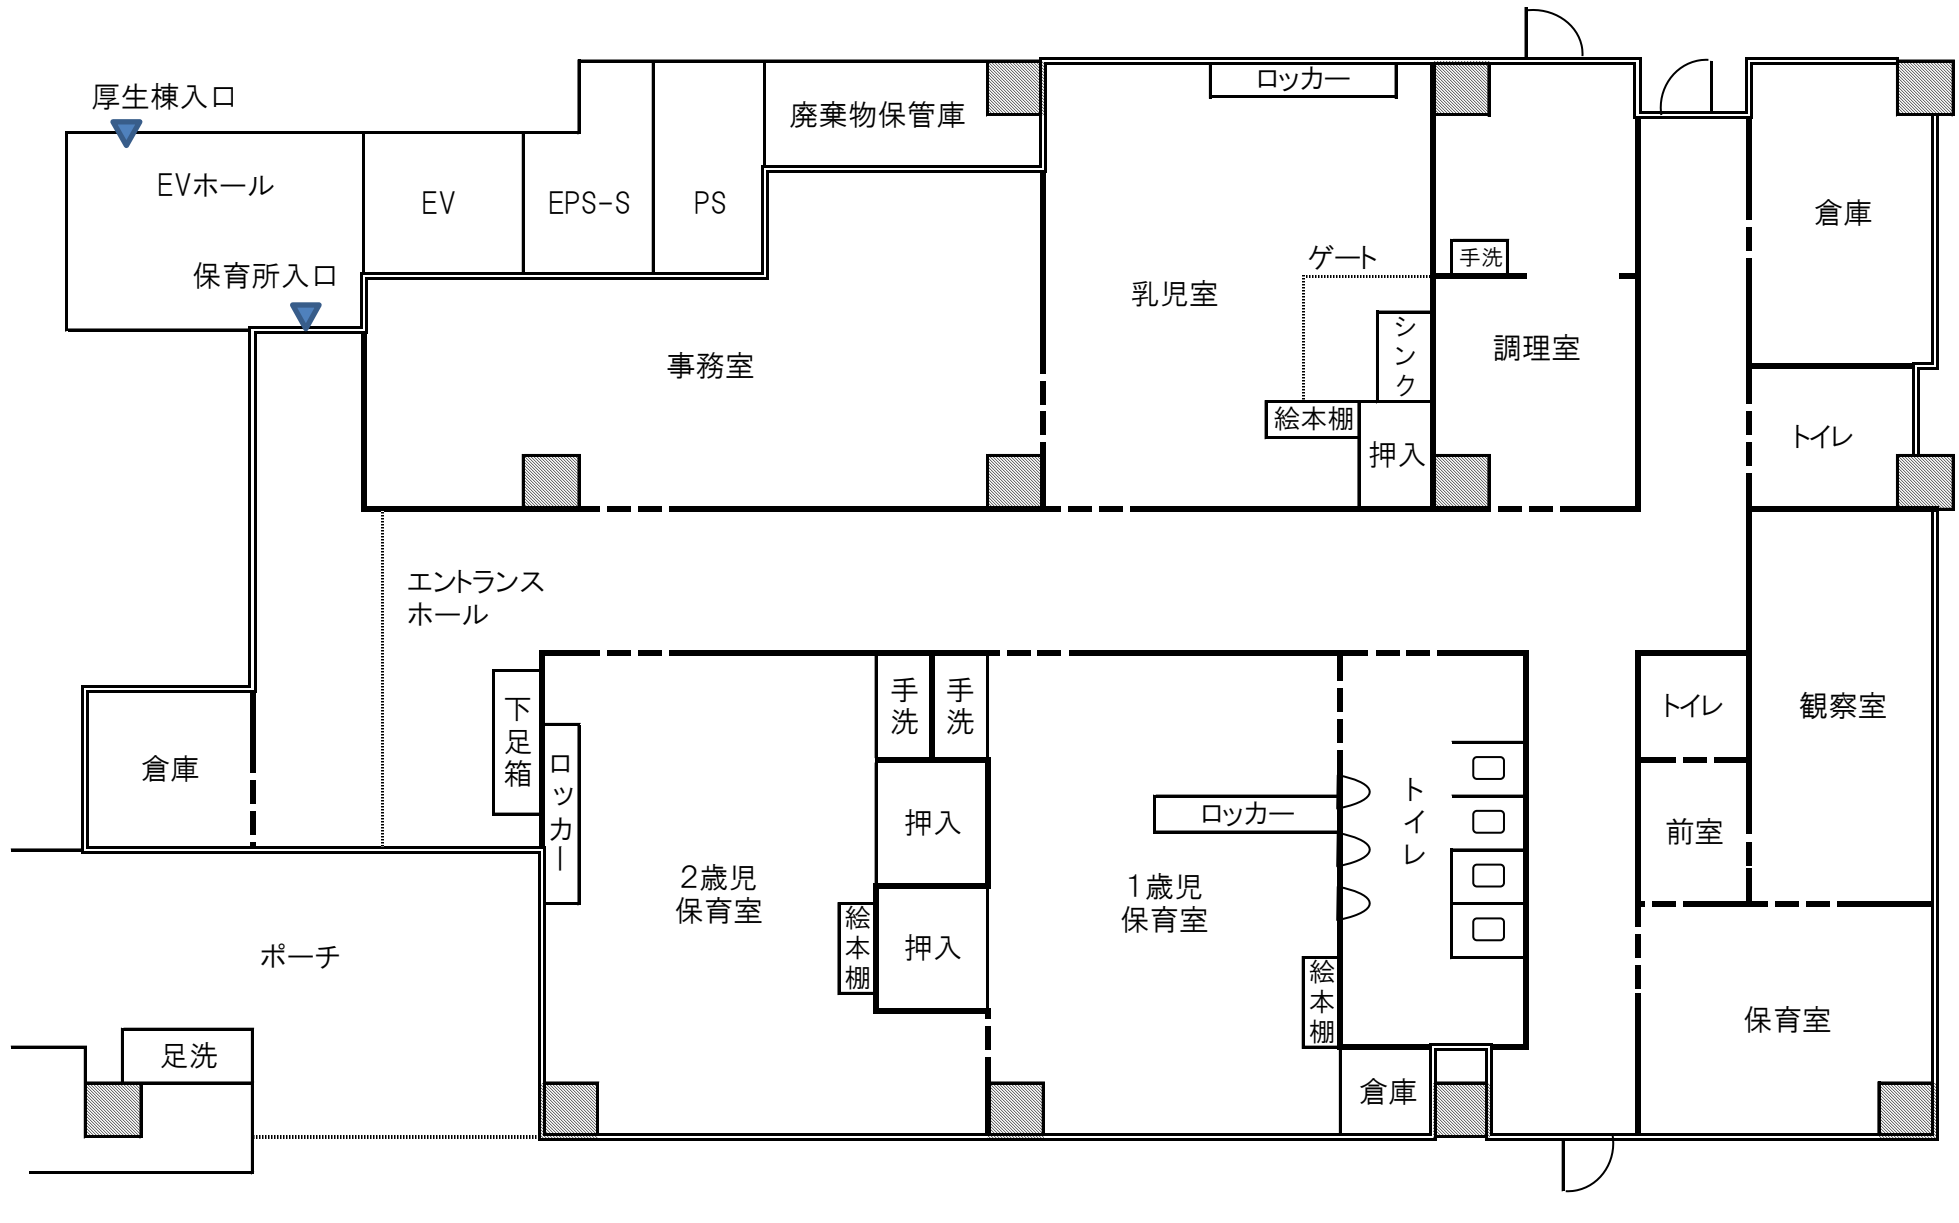 厚生棟入口
EVホール
保育所入口
EV
EPS-S
PS
廃棄物保管庫
ロッカー
乳児室
ゲート
シンク
絵本棚
押入
手洗
調理室
倉庫
トイレ
事務室
エントランス
ホール
下足箱
ロッカー
倉庫
ポーチ
足洗
手洗
手洗
押入
押入
2歳児
保育室
絵本棚
ロッカー
1歳児
保育室
絵本棚
トイレ
倉庫
トイレ
前室
観察室
保育室